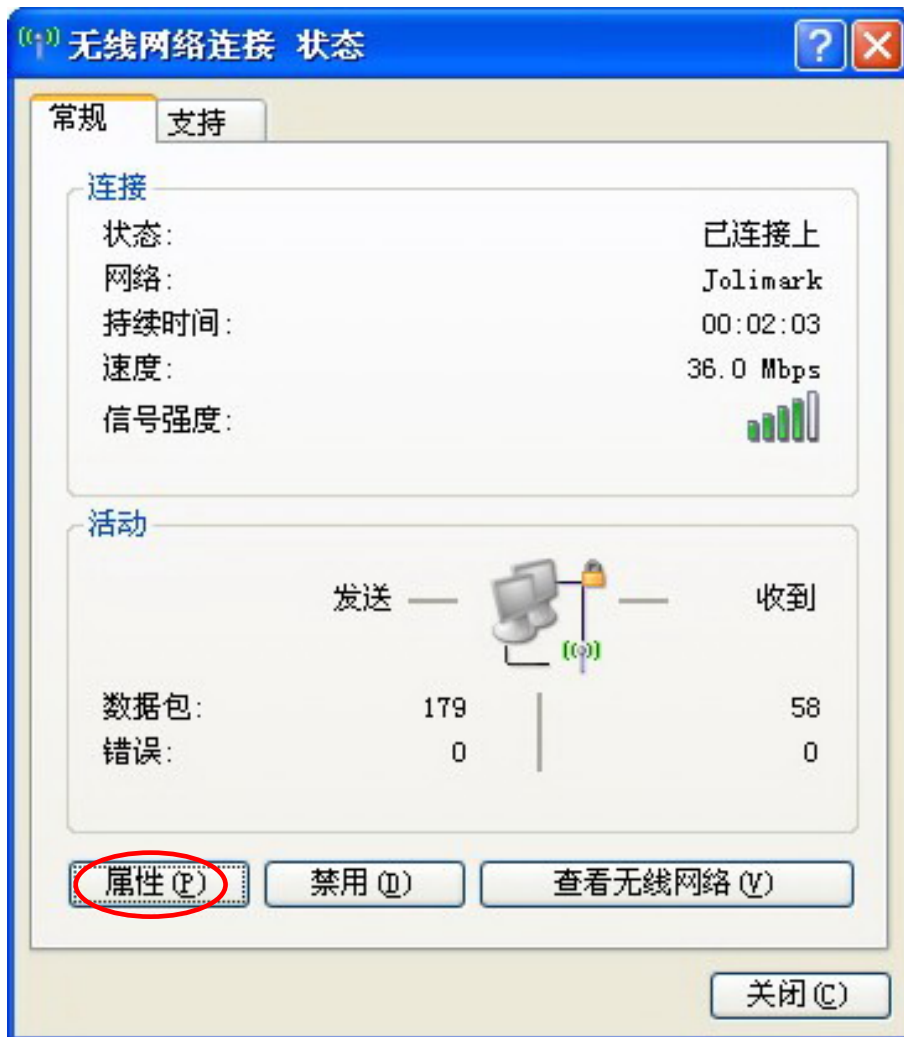 无线网络连接 状态
常规 支持
连接
状态: 已连接上
网络: Jolimark
持续时间: 00:02:03
速度: 36.0 Mbps
信号强度:
活动
发送 收到
数据包: 179 58
错误: 0 0
属性(P) 禁用(D) 查看无线网络(V)
关闭(C)